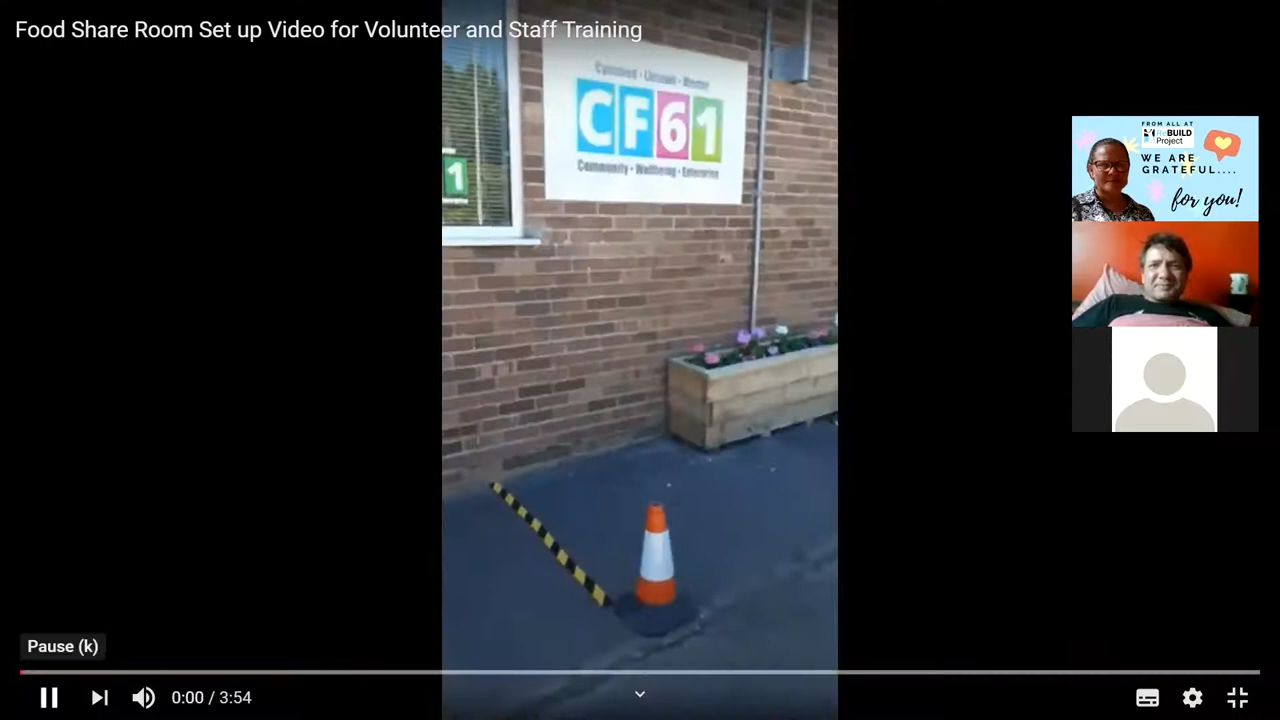 Food Share Room Set up Video for Volunteer and Staff Training
CF61
Community • Wellbeing • Enterprise
1
FROM ALL AT
BUILD
Project
WE ARE
GRATEFUL....
for you!
Pause (k)
0:00 / 3:54